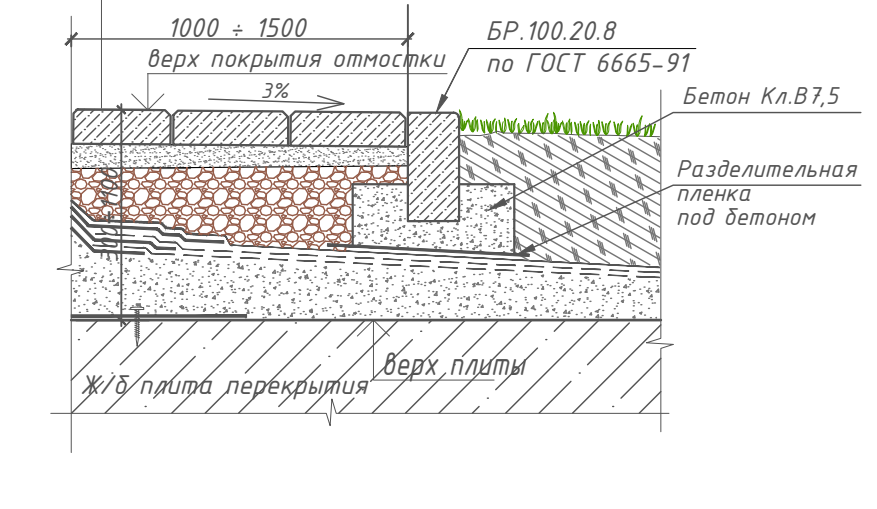 1000 ÷ 1500
БР.100.20.8
по ГОСТ 6665-91
верх покрытия отмостки
3%
Бетон Кл.В7,5
Разделительная
пленка
под бетоном
верх плиты
Ж/б плита перекрытия